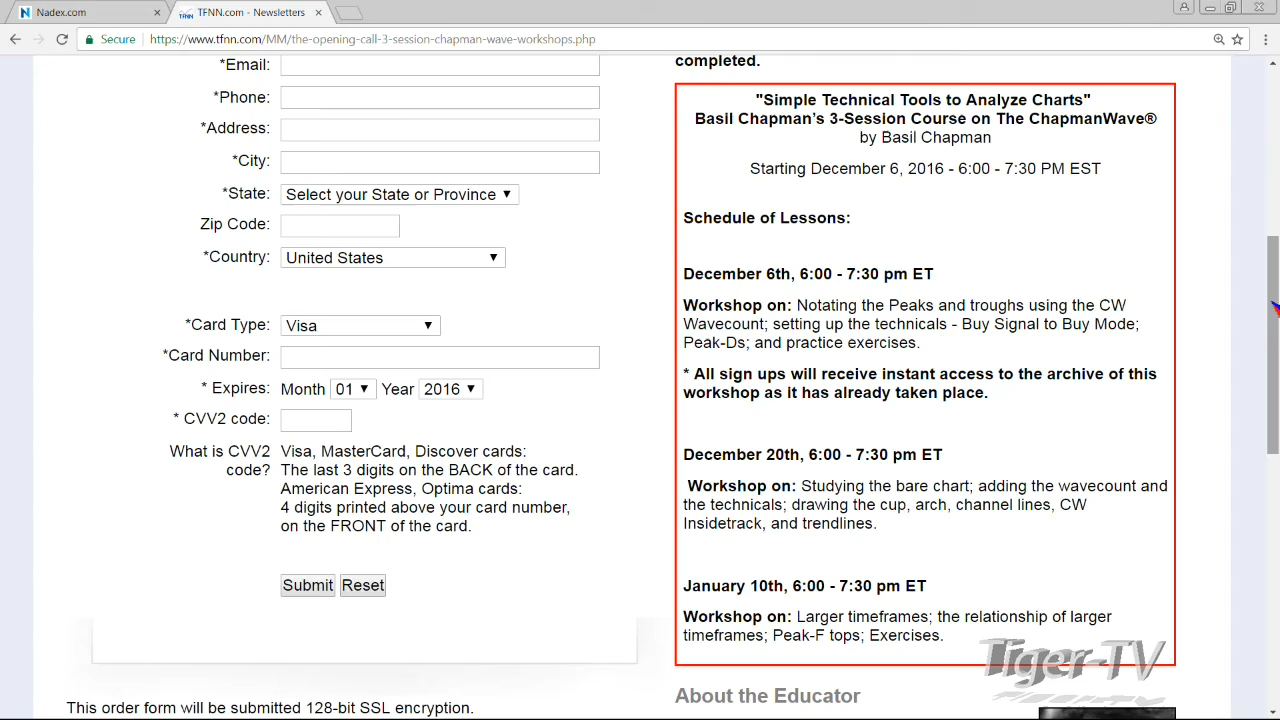 Nadex.com
TFNN.com - Newsletters
Secure
https://www.tfnn.com/MM/the-opening-call-3-session-chapman-wave-workshops.php
*Email:
*Phone:
*Address:
*City:
*State: Select your State or Province
Zip Code:
*Country: United States
*Card Type: Visa
*Card Number:
* Expires: Month 01 Year 2016
* CVV2 code:
What is CVV2 code?
Visa, MasterCard, Discover cards:
The last 3 digits on the BACK of the card.
American Express, Optima cards:
4 digits printed above your card number,
on the FRONT of the card.
Submit Reset
This order form will be submitted 128-bit SSL encryption.
completed.
"Simple Technical Tools to Analyze Charts"
Basil Chapman's 3-Session Course on The ChapmanWave®
by Basil Chapman
Starting December 6, 2016 - 6:00 - 7:30 PM EST
Schedule of Lessons:
December 6th, 6:00 - 7:30 pm ET
Workshop on: Notating the Peaks and troughs using the CW
Wavecount; setting up the technicals - Buy Signal to Buy Mode;
Peak-Ds; and practice exercises.
* All sign ups will receive instant access to the archive of this
workshop as it has already taken place.
December 20th, 6:00 - 7:30 pm ET
Workshop on: Studying the bare chart; adding the wavecount and
the technicals; drawing the cup, arch, channel lines, CW
Insidetrack, and trendlines.
January 10th, 6:00 - 7:30 pm ET
Workshop on: Larger timeframes; the relationship of larger
timeframes; Peak-F tops; Exercises.
Tiger-TV
About the Educator